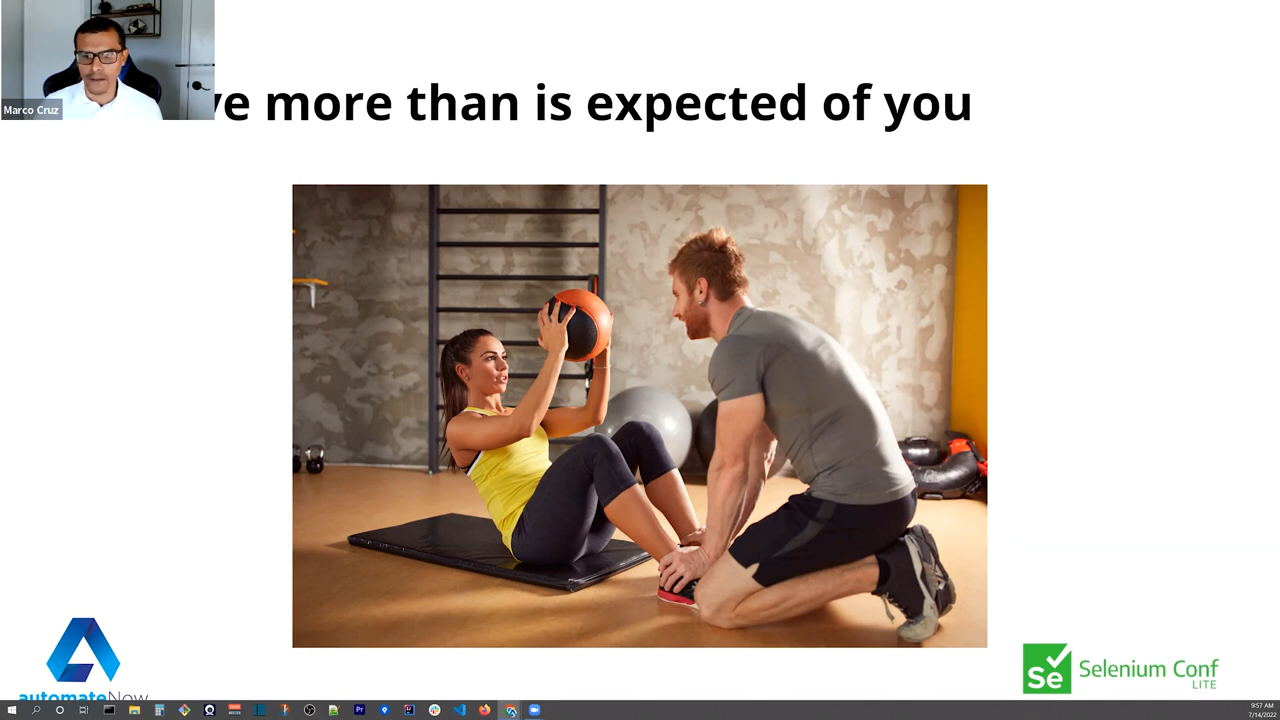 Marco Cruz
more than is expected of you
automateNow
Se
Selenium Conf
LITE
9:57 AM
7/14/2022